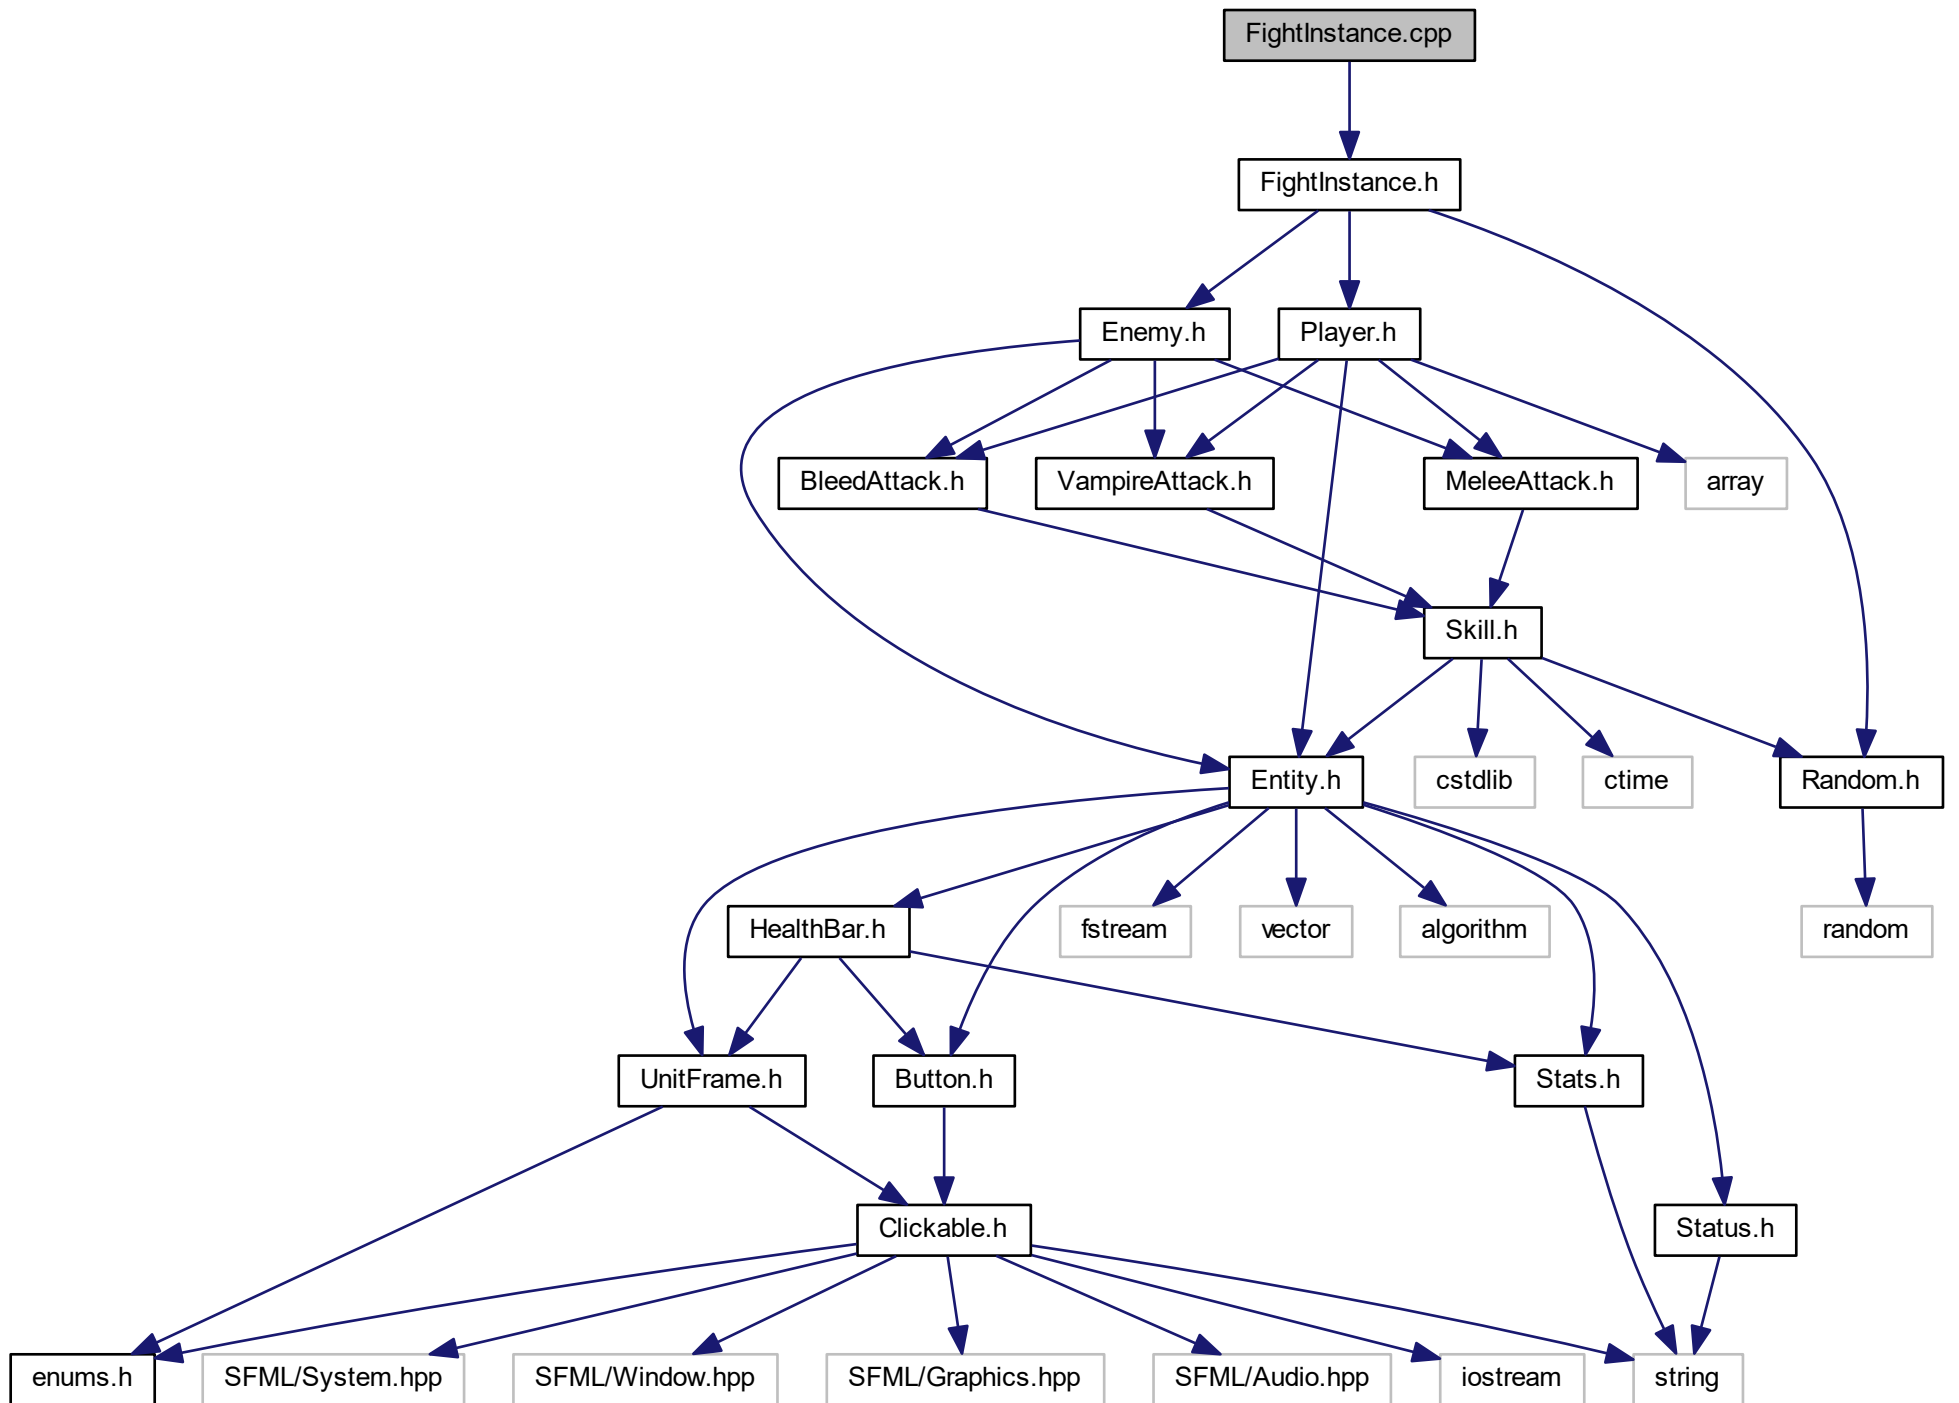 FightInstance.cpp
FightInstance.h
Enemy.h
Player.h
BleedAttack.h
VampireAttack.h
MeleeAttack.h
array
Skill.h
Entity.h
cstdlib
ctime
Random.h
HealthBar.h
fstream
vector
algorithm
random
UnitFrame.h
Button.h
Stats.h
Clickable.h
Status.h
enums.h
SFML/System.hpp
SFML/Window.hpp
SFML/Graphics.hpp
SFML/Audio.hpp
iostream
string